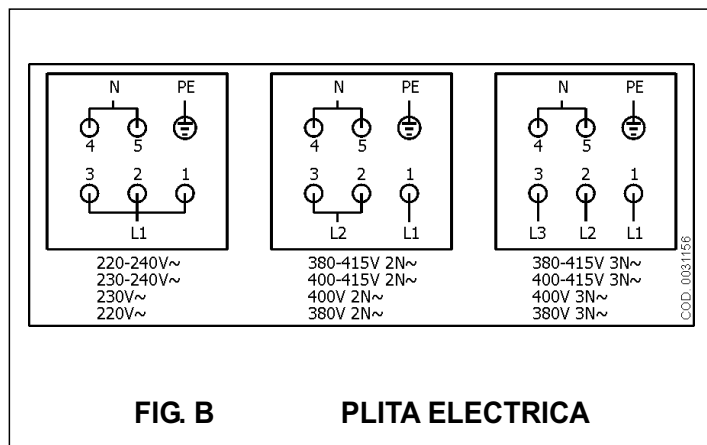 N PE
4 5
3 2 1
L1
220-240V~
230-240V~
230V~
220V~
N PE
4 5
3 2 1
L2 L1
380-415V 2N~
400-415V 2N~
400V 2N~
380V 2N~
N PE
4 5
3 2 1
L3 L2 L1
380-415V 3N~
400-415V 3N~
400V 3N~
380V 3N~
COD. 0031156
FIG. B PLITA ELECTRICA